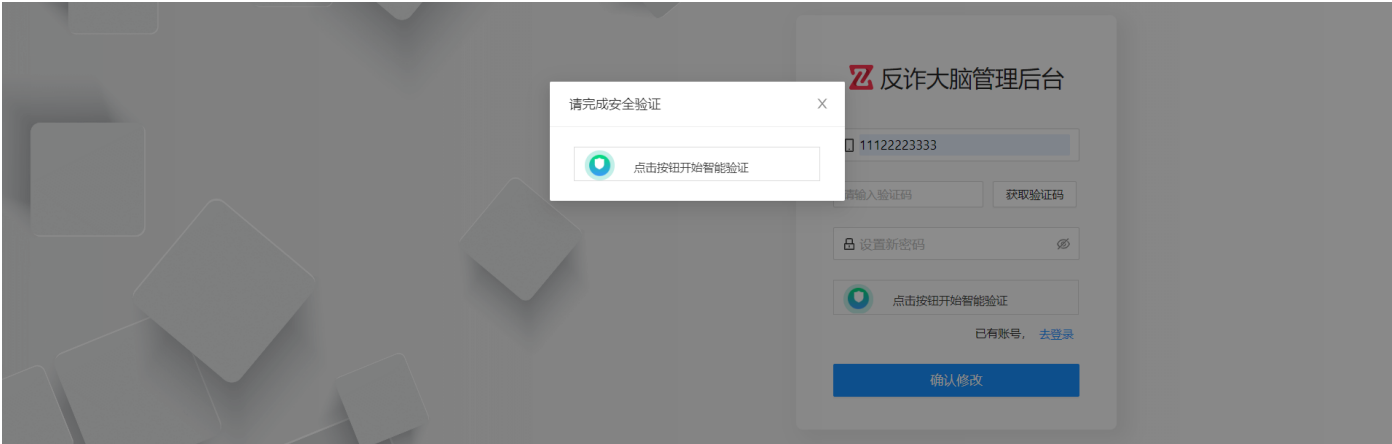 反诈大脑管理后台
请完成安全验证
点击按钮开始智能验证
11122223333
请输入验证码
获取验证码
设置新密码
点击按钮开始智能验证
已有账号， 去登录
确认修改